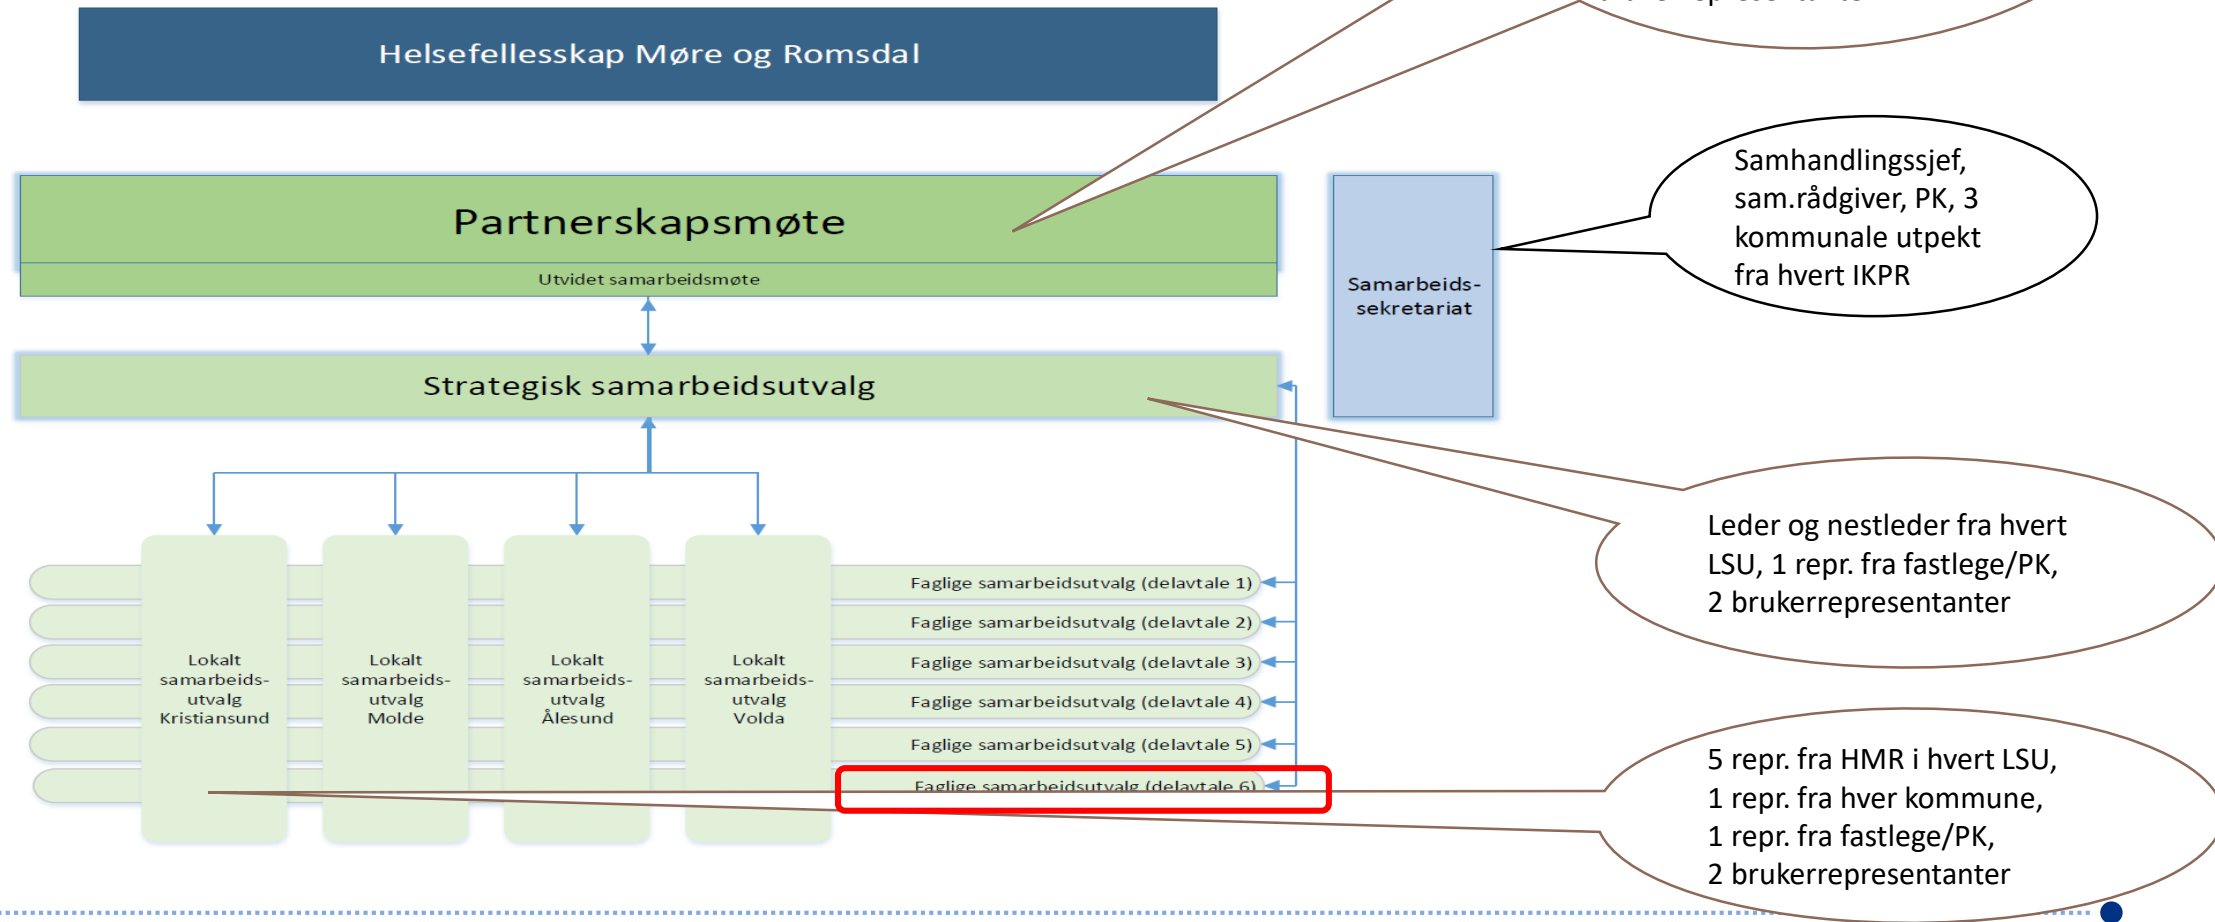 Helsefellesskap Møre og Romsdal
Partnerskapsmøte
Utvidet samarbeidsmøte
Samarbeids-
sekretariat
Samhandlingssjef,
sam.rådgiver, PK, 3
kommunale utpekt
fra hvert IKPR
Strategisk samarbeidsutvalg
Leder og nestleder fra hvert
LSU, 1 repr. fra fastlege/PK,
2 brukerrepresentanter
Lokalt
samarbeids-
utvalg
Kristiansund
Lokalt
samarbeids-
utvalg
Molde
Lokalt
samarbeids-
utvalg
Ålesund
Lokalt
samarbeids-
utvalg
Volda
Faglige samarbeidsutvalg (delavtale 1)
Faglige samarbeidsutvalg (delavtale 2)
Faglige samarbeidsutvalg (delavtale 3)
Faglige samarbeidsutvalg (delavtale 4)
Faglige samarbeidsutvalg (delavtale 5)
Faglige samarbeidsutvalg (delavtale 6)
5 repr. fra HMR i hvert LSU,
1 repr. fra hver kommune,
1 repr. fra fastlege/PK,
2 brukerrepresentanter